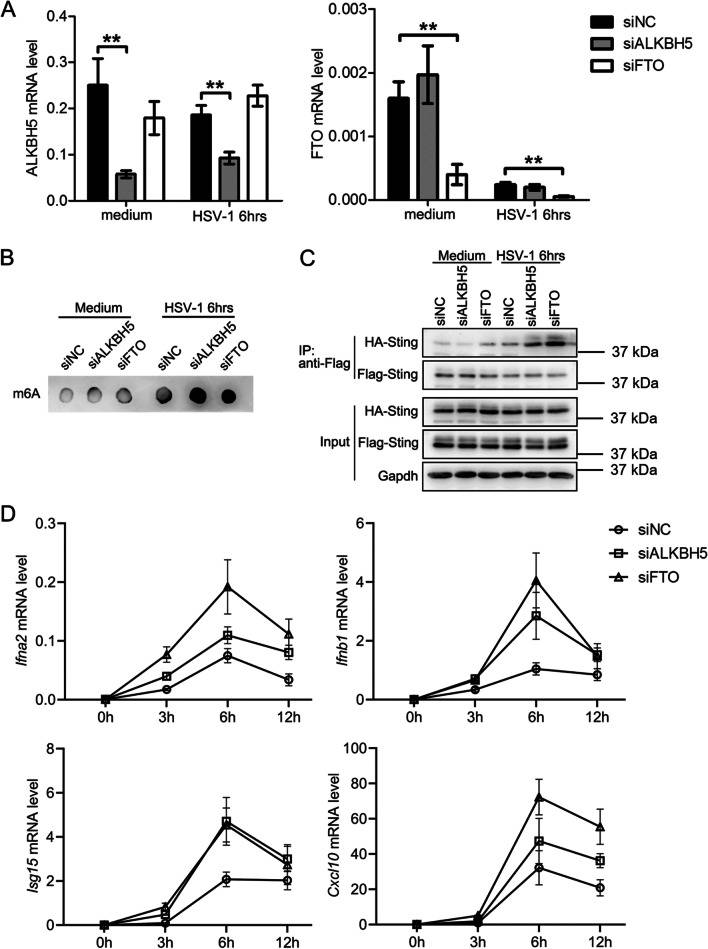 A
ALKBH5 mRNA level
0.4
0.3
0.2
0.1
0.0
**
**
medium
HSV-1 6hrs
FTO mRNA level
0.003
0.002
0.001
0.000
**
**
medium
HSV-1 6hrs
siNC
siALKBH5
siFTO
B
Medium
HSV-1 6hrs
siNC
siALKBH5
siFTO
siNC
siALKBH5
siFTO
m6A
C
Medium
HSV-1 6hrs
siNC
siALKBH5
siFTO
siNC
siALKBH5
siFTO
IP:
anti-Flag
HA-Sting
37 kDa
Flag-Sting
37 kDa
Input
HA-Sting
37 kDa
Flag-Sting
37 kDa
Gapdh
37 kDa
D
Ifna2 mRNA level
0.3
0.2
0.1
0.0
0h
3h
6h
12h
Ifnb1 mRNA level
6
4
2
0
0h
3h
6h
12h
siNC
siALKBH5
siFTO
Isg15 mRNA level
8
6
4
2
0
0h
3h
6h
12h
Cxcl10 mRNA level
100
80
60
40
20
0
0h
3h
6h
12h